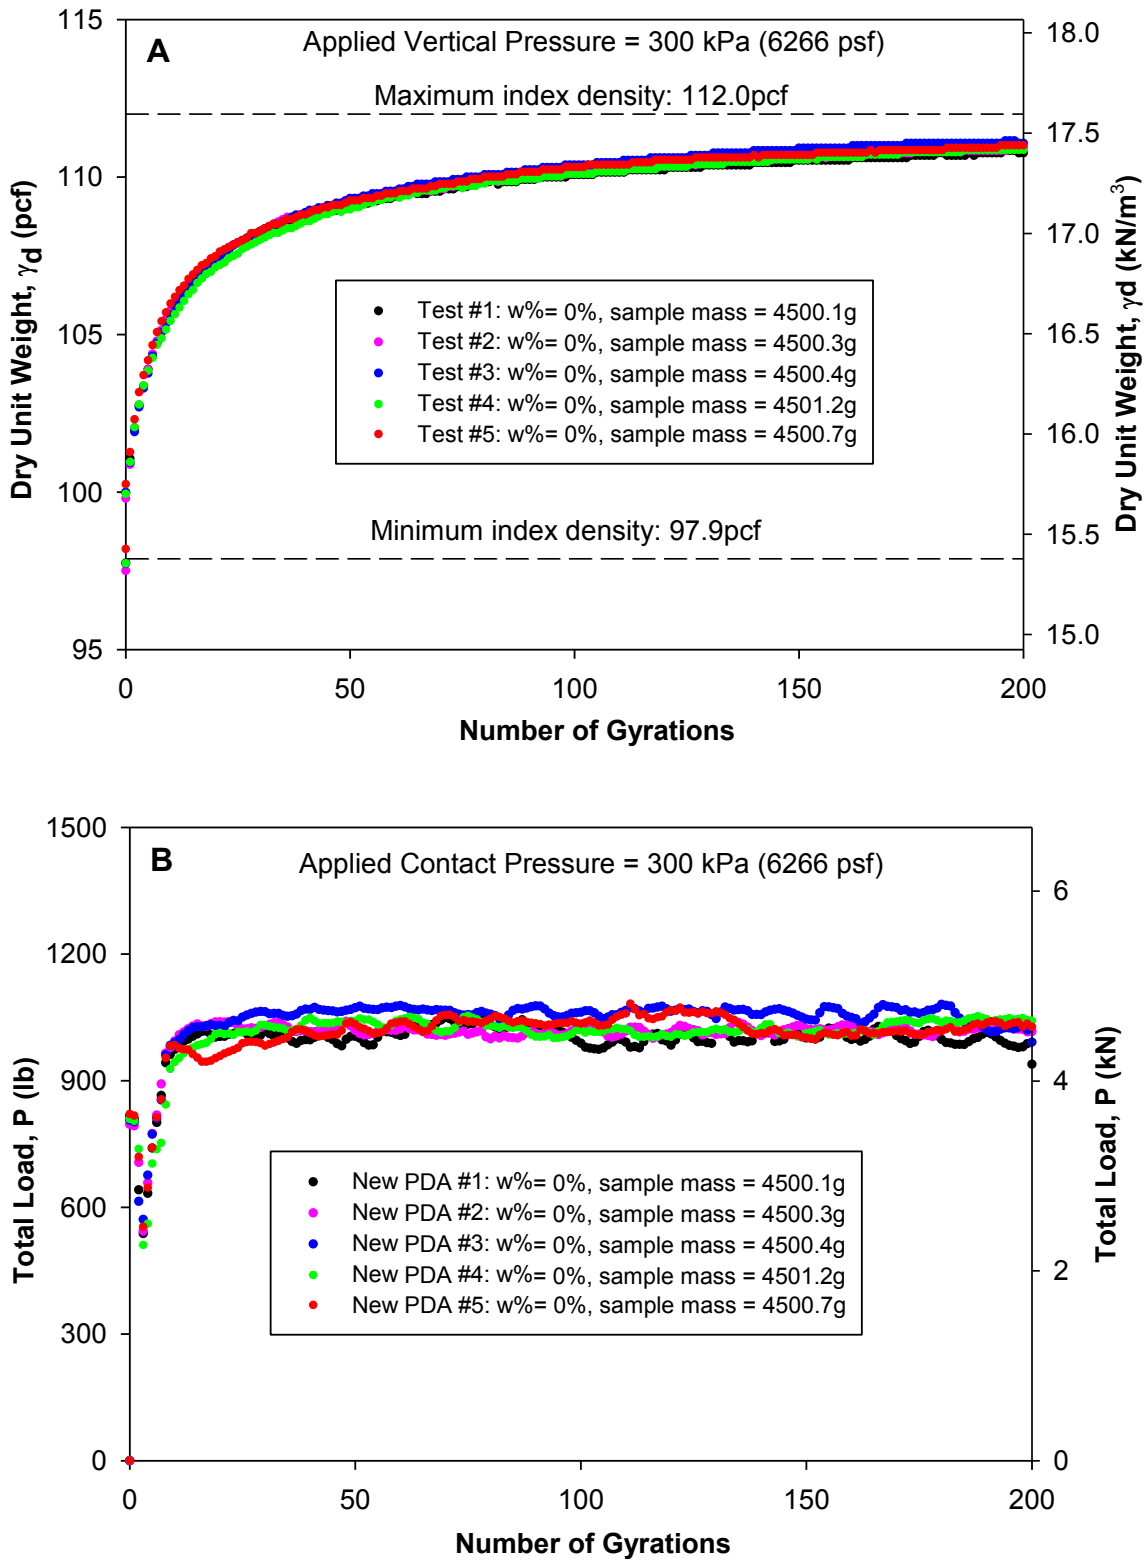 A
Applied Vertical Pressure = 300 kPa (6266 psf)
Maximum index density: 112.0pcf
Test #1: w%= 0%, sample mass = 4500.1g
Test #2: w%= 0%, sample mass = 4500.3g
Test #3: w%= 0%, sample mass = 4500.4g
Test #4: w%= 0%, sample mass = 4501.2g
Test #5: w%= 0%, sample mass = 4500.7g
Minimum index density: 97.9pcf
115
110
105
100
95
Dry Unit Weight, γd (pcf)
18.0
17.5
17.0
16.5
16.0
15.5
15.0
Dry Unit Weight, γd (kN/m³)
0 50 100 150 200
Number of Gyrations
B
Applied Contact Pressure = 300 kPa (6266 psf)
New PDA #1: w%= 0%, sample mass = 4500.1g
New PDA #2: w%= 0%, sample mass = 4500.3g
New PDA #3: w%= 0%, sample mass = 4500.4g
New PDA #4: w%= 0%, sample mass = 4501.2g
New PDA #5: w%= 0%, sample mass = 4500.7g
1500
1200
900
600
300
0
Total Load, P (lb)
6
4
2
0
Total Load, P (kN)
0 50 100 150 200
Number of Gyrations